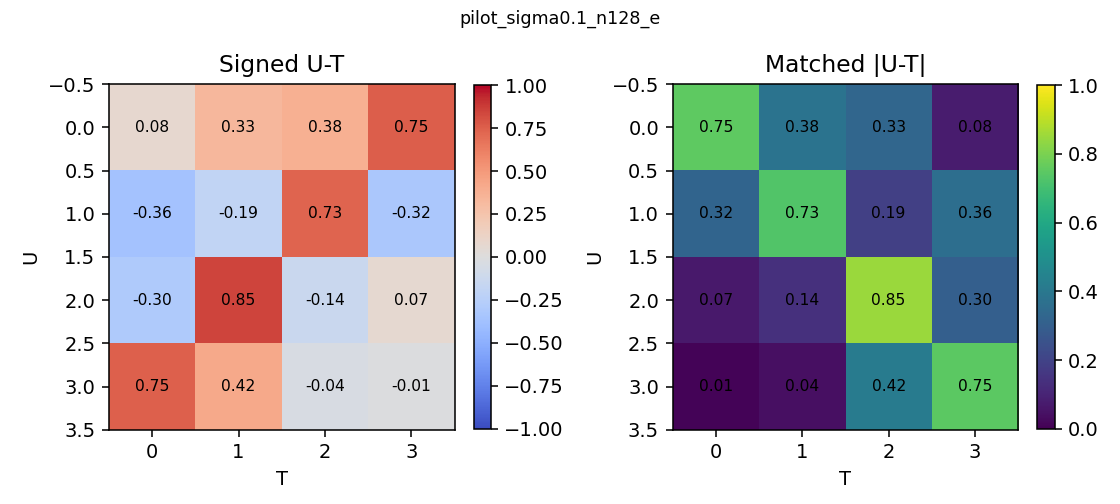 pilot_sigma0.1_n128_e
Signed U-T
−0.5
0.0
0.5
1.0
1.5
2.0
2.5
3.0
3.5
U
0.08 0.33 0.38 0.75
-0.36 -0.19 0.73 -0.32
-0.30 0.85 -0.14 0.07
0.75 0.42 -0.04 -0.01
0 1 2 3
T
1.00
0.75
0.50
0.25
0.00
−0.25
−0.50
−0.75
−1.00
Matched |U-T|
−0.5
0.0
0.5
1.0
1.5
2.0
2.5
3.0
3.5
U
0.75 0.38 0.33 0.08
0.32 0.73 0.19 0.36
0.07 0.14 0.85 0.30
0.01 0.04 0.42 0.75
0 1 2 3
T
1.0
0.8
0.6
0.4
0.2
0.0